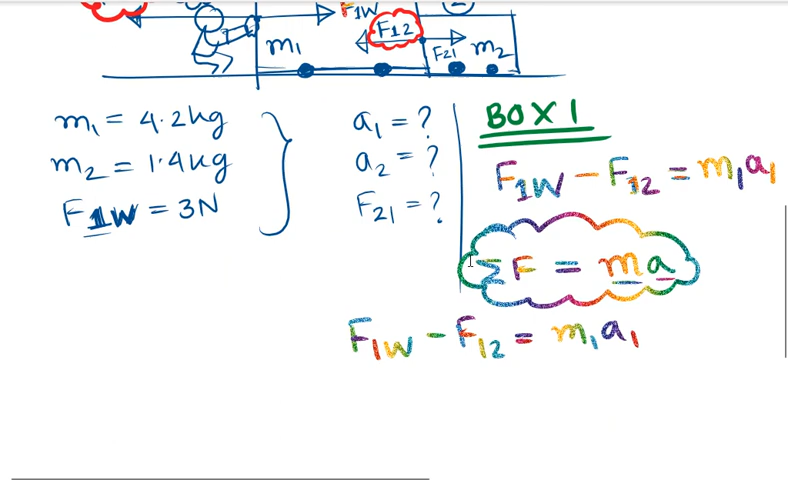 F1W
F12
m1
F21
m2
m1 = 4.2kg
m2 = 1.4kg
F1W = 3N
a1 = ?
a2 = ?
F21 = ?
BOX 1
F1W - F12 = m1a1
ΣF = ma
F1W - F12 = m1a1